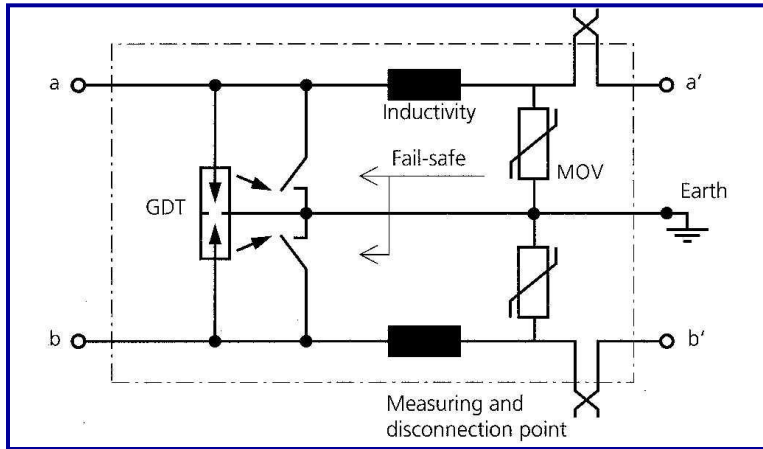 a
a'
Inductivity
Fail-safe
MOV
Earth
GDT
b
b'
Measuring and
disconnection point